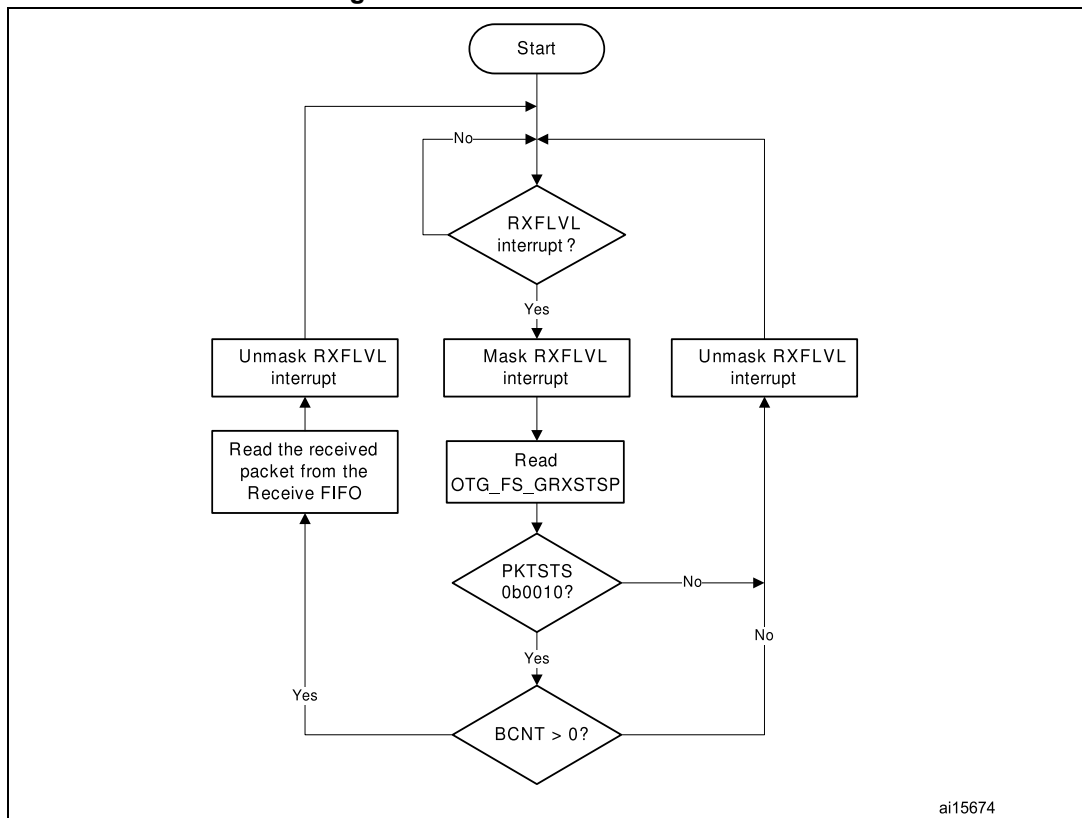 Start
No
RXFLVL
interrupt?
Yes
Unmask RXFLVL
interrupt
Mask RXFLVL
interrupt
Unmask RXFLVL
interrupt
Read the received
packet from the
Receive FIFO
Read
OTG_FS_GRXSTSP
PKTSTS
0b0010?
No
No
Yes
Yes
BCNT > 0?
ai15674